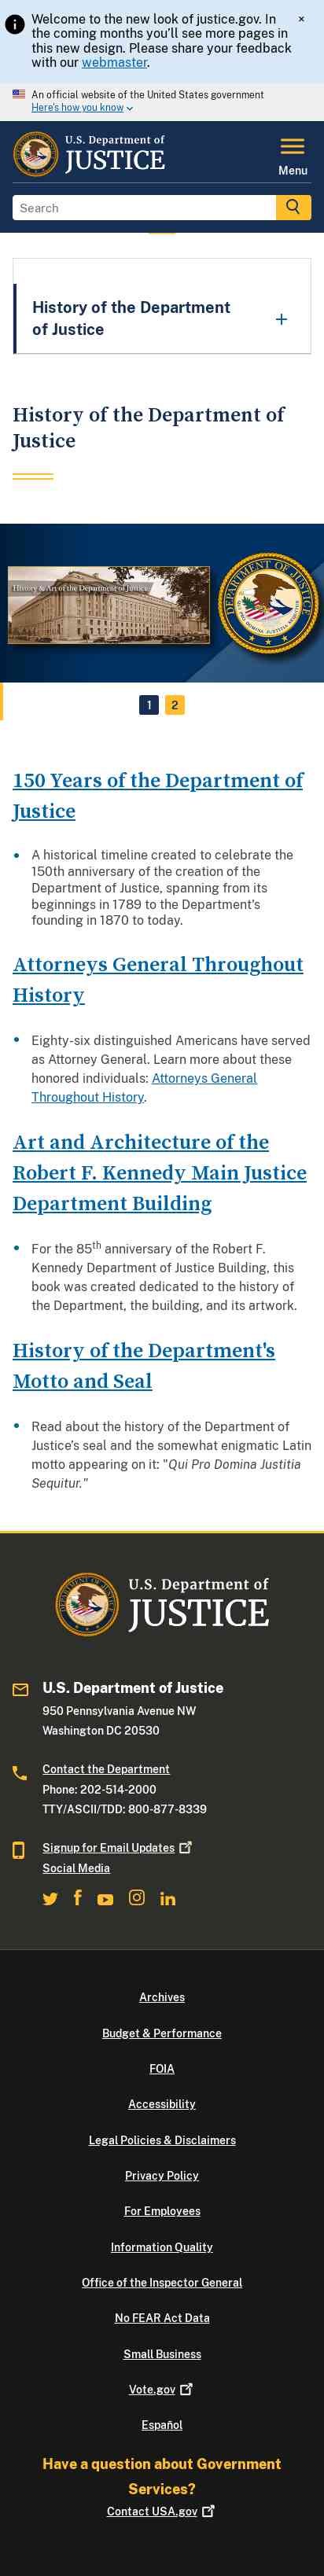 Welcome to the new look of justice.gov. In
the coming months you'll see more pages in
this new design. Please share your feedback
with our webmaster.
×
An official website of the United States government
Here's how you know
U.S. Department of
JUSTICE
Menu
Search
History of the Department
of Justice
History of the Department of
Justice
History & Art of the Department of Justice
1 2
150 Years of the Department of
Justice
A historical timeline created to celebrate the
150th anniversary of the creation of the
Department of Justice, spanning from its
beginnings in 1789 to the Department's
founding in 1870 to today.
Attorneys General Throughout
History
Eighty-six distinguished Americans have served
as Attorney General. Learn more about these
honored individuals: Attorneys General
Throughout History.
Art and Architecture of the
Robert F. Kennedy Main Justice
Department Building
For the 85th anniversary of the Robert F.
Kennedy Department of Justice Building, this
book was created dedicated to the history of
the Department, the building, and its artwork.
History of the Department's
Motto and Seal
Read about the history of the Department of
Justice's seal and the somewhat enigmatic Latin
motto appearing on it: "Qui Pro Domina Justitia
Sequitur."
U.S. Department of
JUSTICE
U.S. Department of Justice
950 Pennsylvania Avenue NW
Washington DC 20530
Contact the Department
Phone: 202-514-2000
TTY/ASCII/TDD: 800-877-8339
Signup for Email Updates
Social Media
Archives
Budget & Performance
FOIA
Accessibility
Legal Policies & Disclaimers
Privacy Policy
For Employees
Information Quality
Office of the Inspector General
No FEAR Act Data
Small Business
Vote.gov
Español
Have a question about Government
Services?
Contact USA.gov